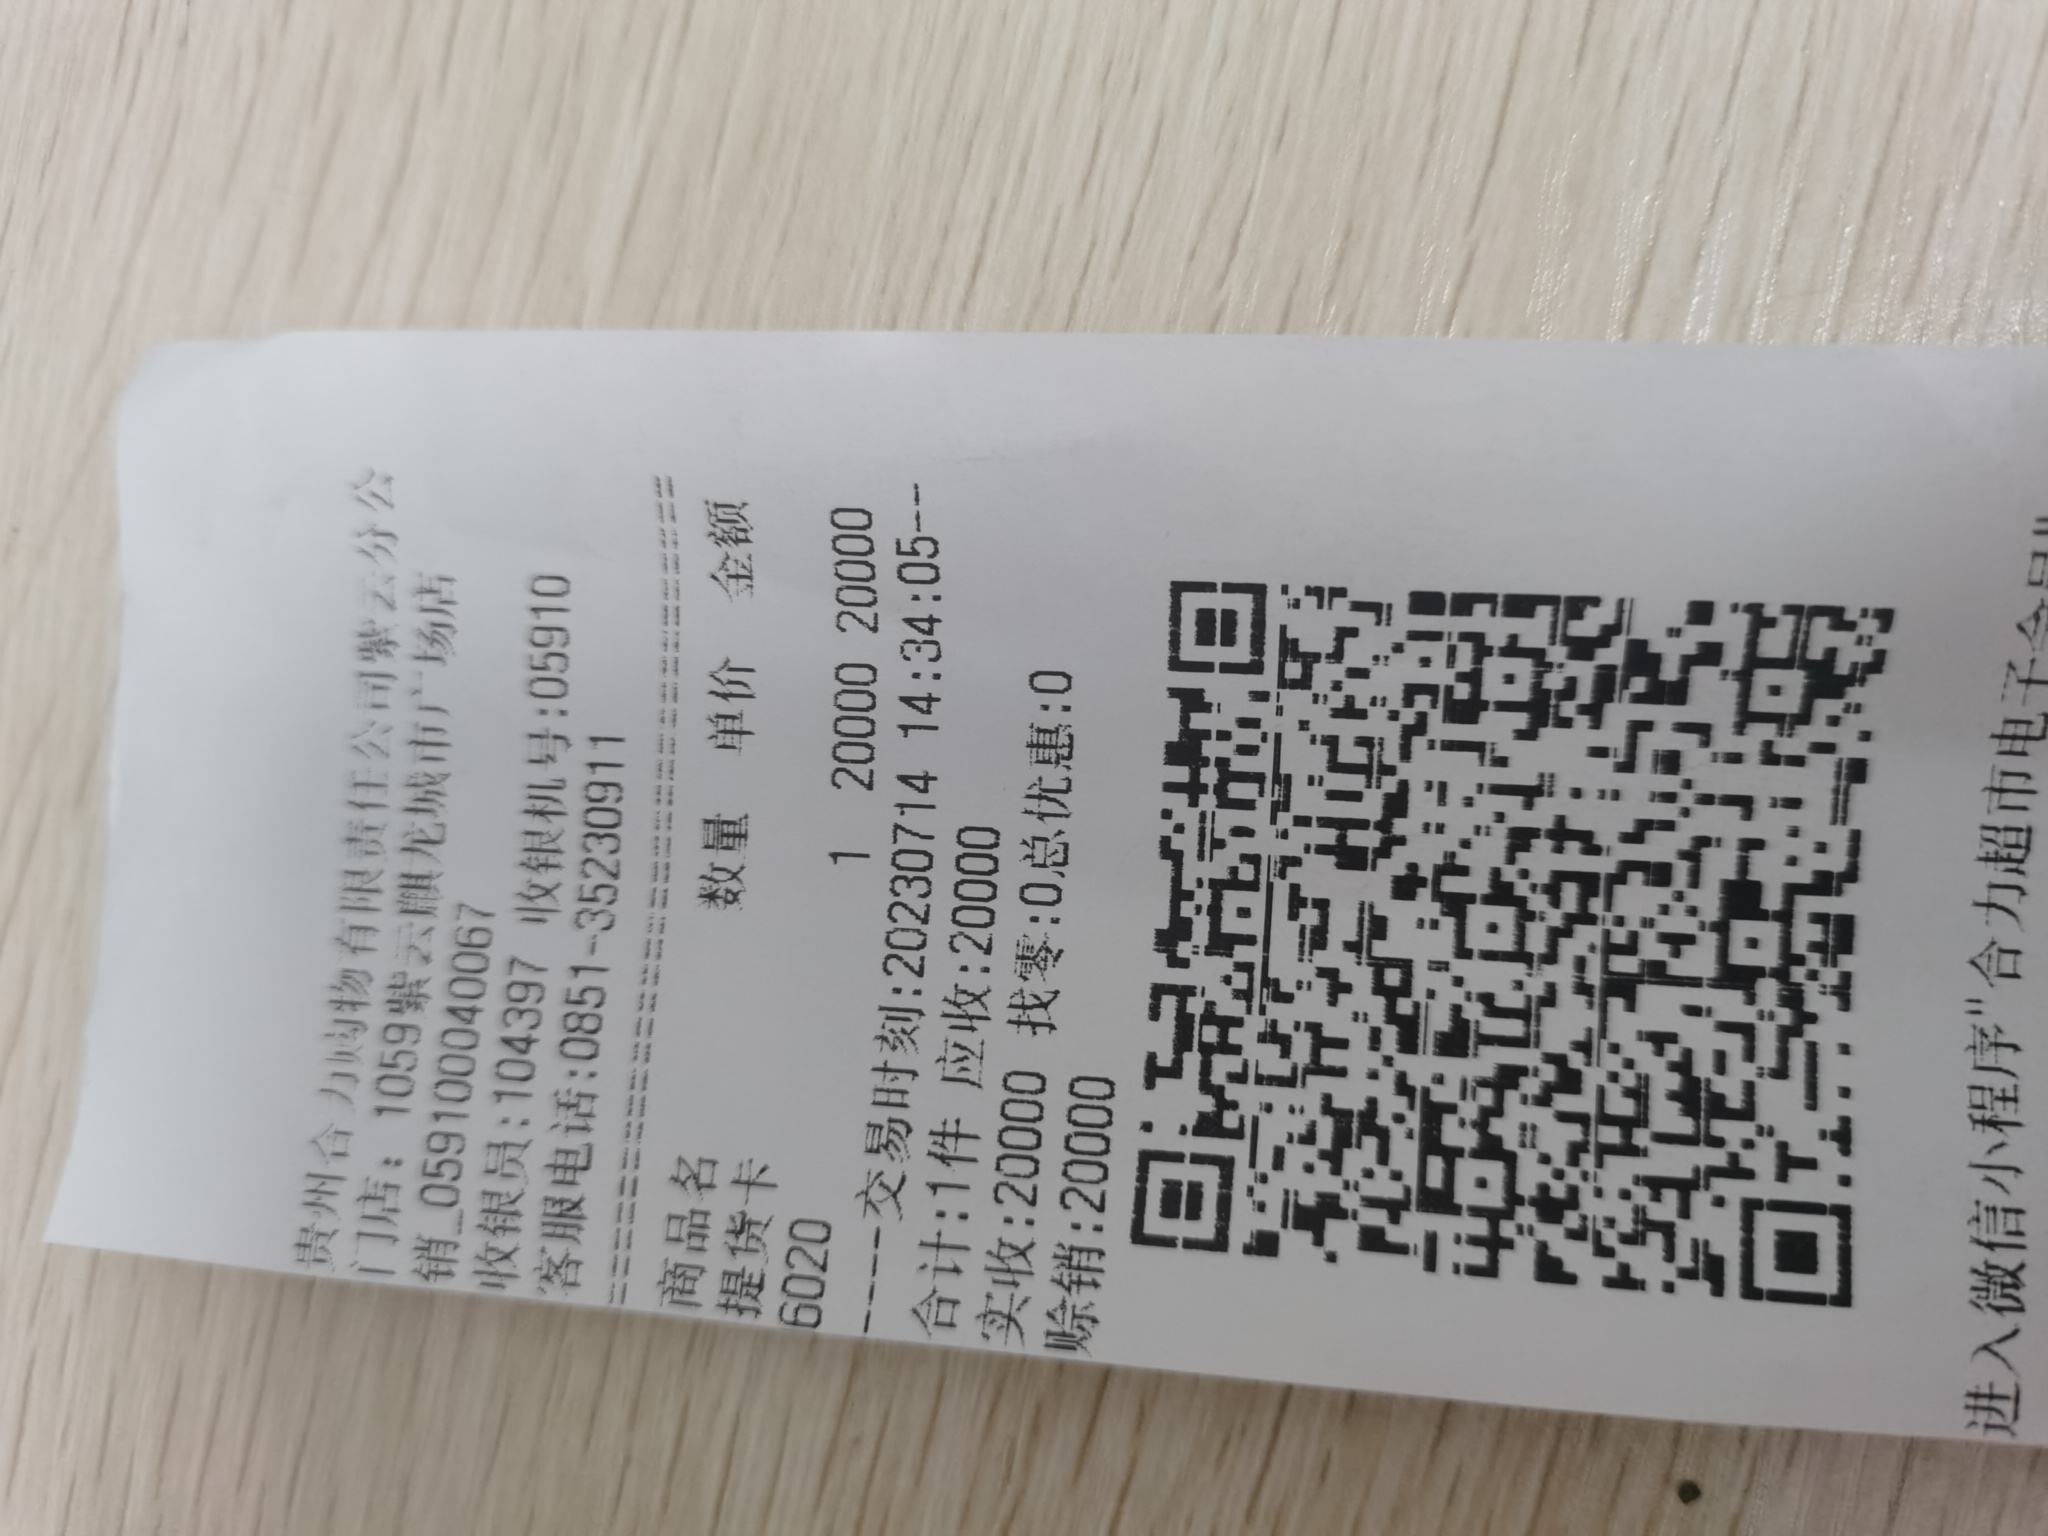 贵州合力购物有限责任公司紫云分公
门店：1059紫云麒龙城市广场店
销_0591000400067
收银员:104397 收银机号:05910
客服电话:0851-35230911
================================
商品名 数量 单价 金额
提货卡
6020 1 20000 20000
-----交易时刻:20230714 14:34:05--
合计:1件 应收:20000
实收:20000 找零:0总优惠:0
赊销:20000
进入微信小程序"合力超市电子会员"